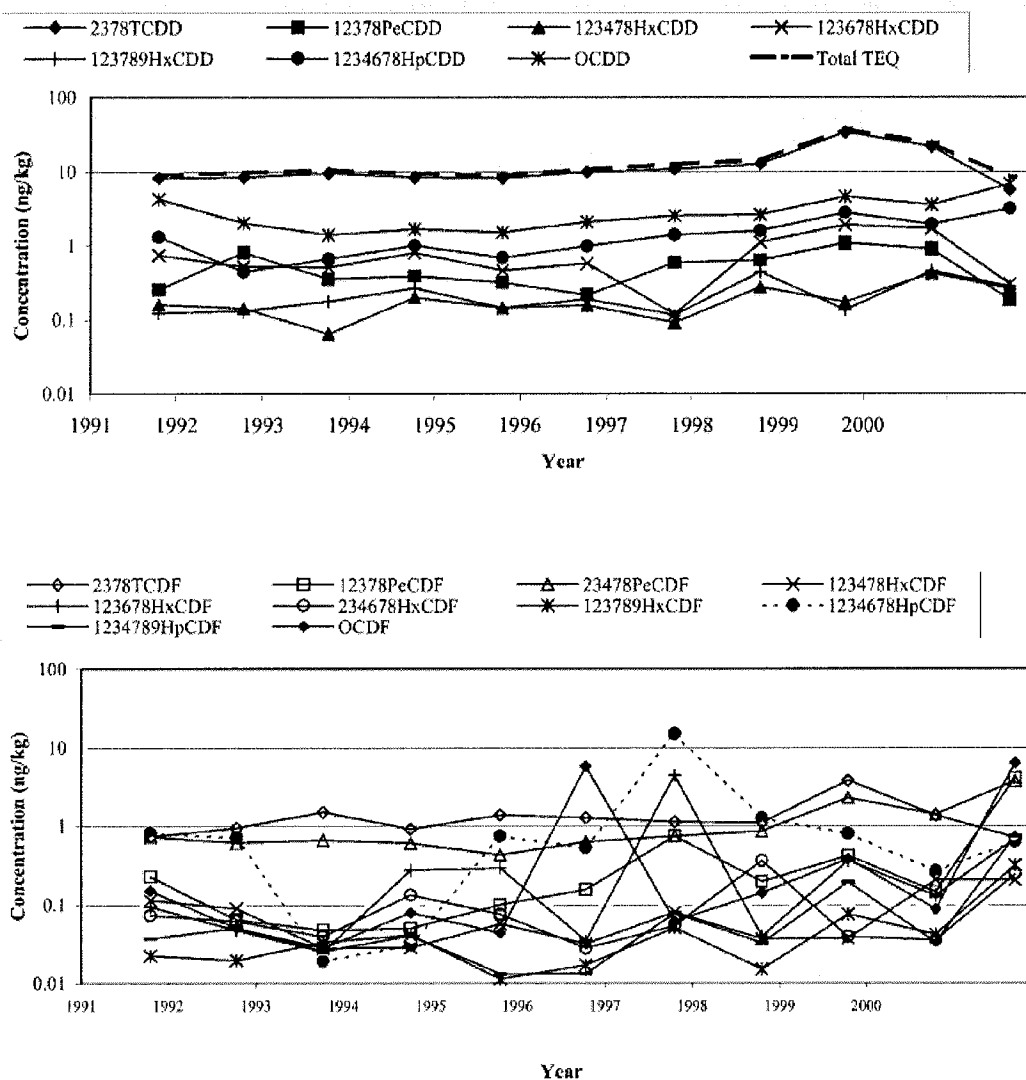 2378TCDD 12378PeCDD 123478HxCDD 123678HxCDD
123789HxCDD 1234678HpCDD OCDD Total TEQ
100
10
1
0.1
0.01
Concentration (ng/kg)
1991 1992 1993 1994 1995 1996 1997 1998 1999 2000
Year
2378TCDF 12378PeCDF 23478PeCDF 123478HxCDF
123678HxCDF 234678HxCDF 123789HxCDF 1234678HpCDF
1234789HpCDF OCDF
100
10
1
0.1
0.01
Concentration (ng/kg)
1991 1992 1993 1994 1995 1996 1997 1998 1999 2000
Year